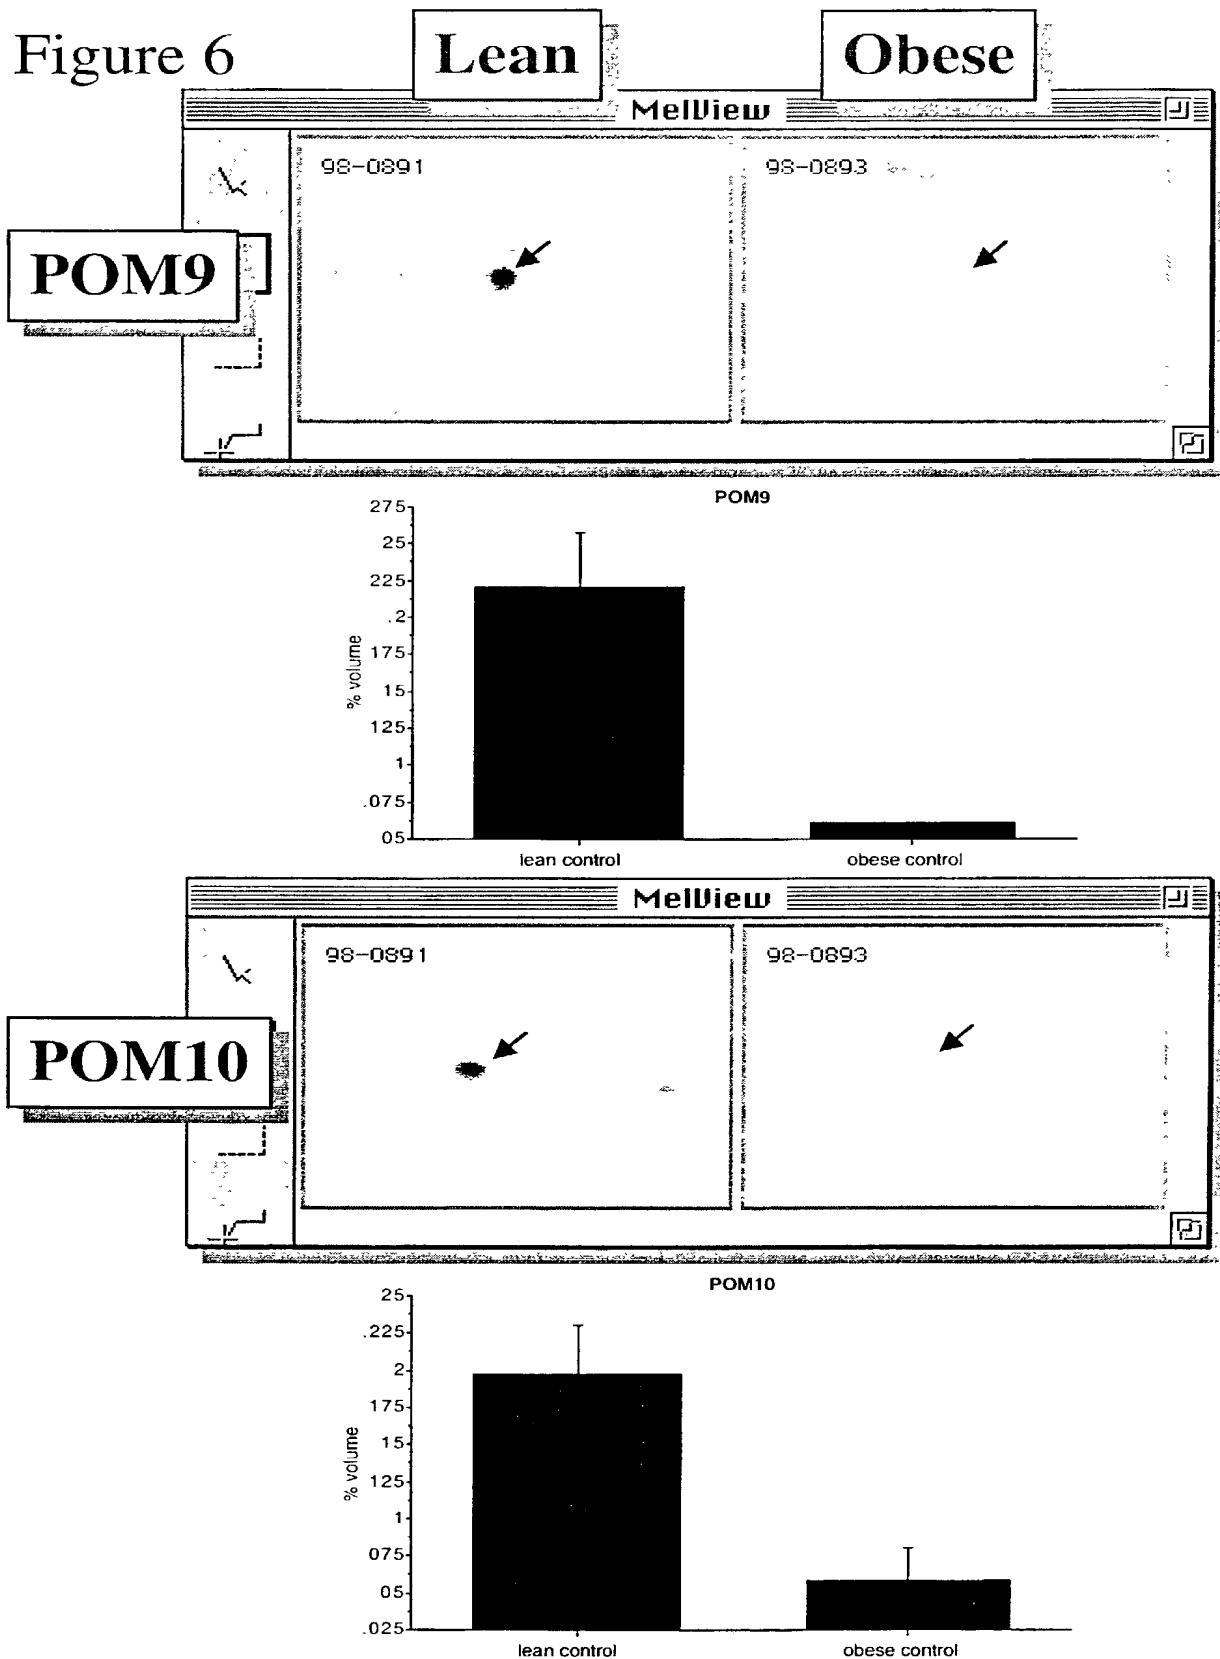 Figure 6
Lean
Obese
MelView
98-0891
98-0893
POM9
POM9
275
25
225
.2
175
15
125
1
.075
05
% volume
lean control
obese control
MelView
98-0891
98-0893
POM10
POM10
25
.225
2
175
15
125
1
075
05
.025
% volume
lean control
obese control